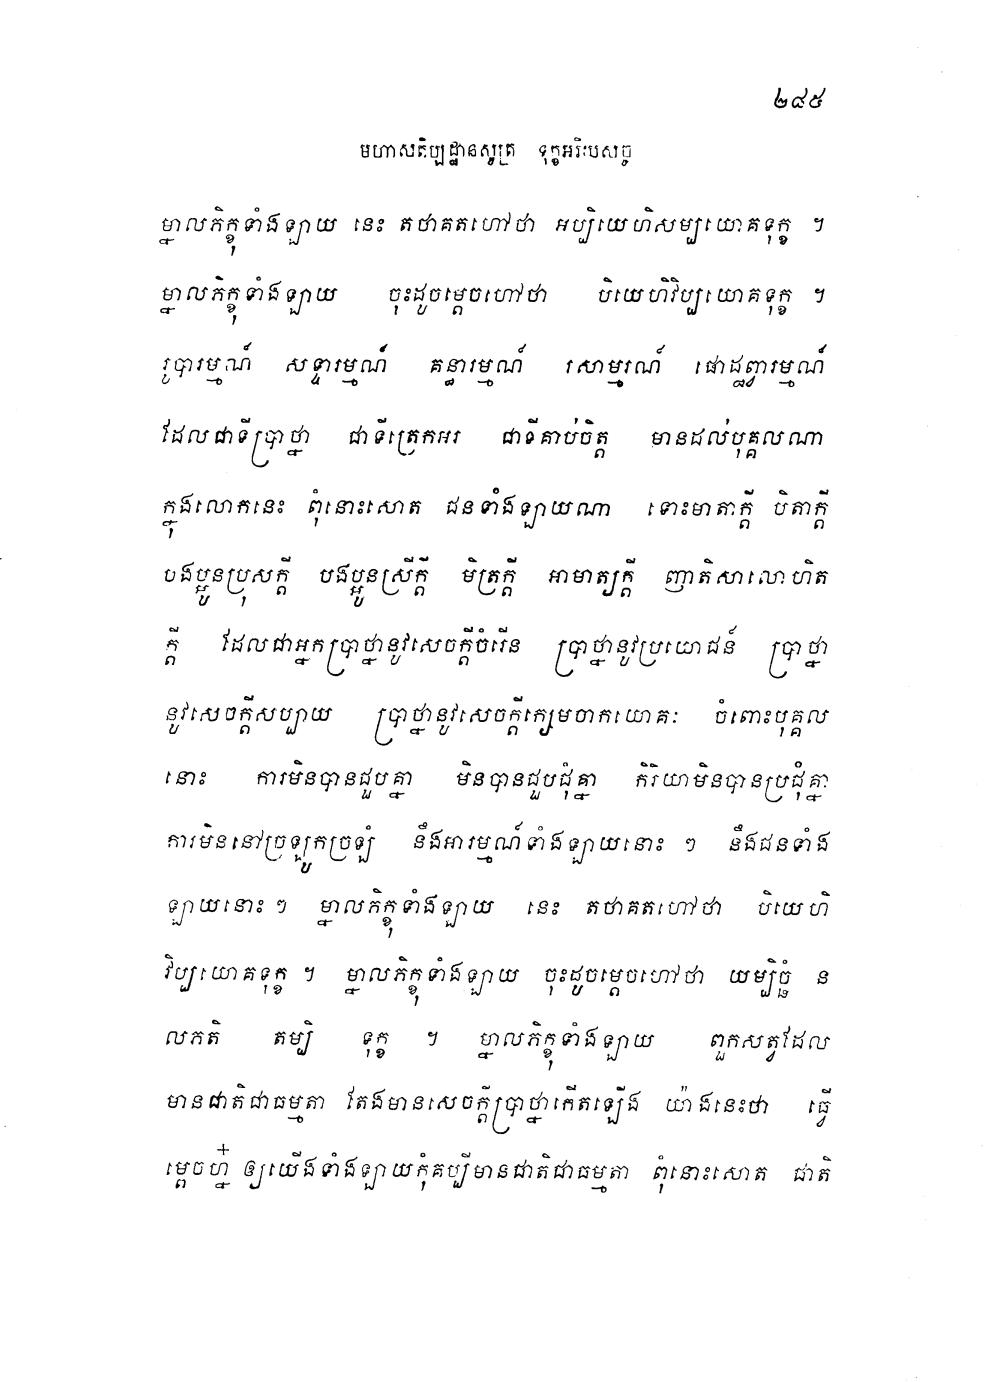 ២៨៥
មហាសតិប្បដ្ឋានសូត្រ ទុក្ខអរិយសច្ច
ម្នាលភិក្ខុទាំងឡាយ នេះ តថាគតហៅថា អប្បិយេហិសម្បយោគទុក្ខ ។
ម្នាលភិក្ខុទាំងឡាយ ចុះដូចម្តេចហៅថា បិយេហិវិប្បយោគទុក្ខ ។
រូបារម្មណ៍ សទ្ទារម្មណ៍ គន្ធារម្មណ៍ រសារម្មណ៍ ផោដ្ឋព្វារម្មណ៍
ដែលជាទីប្រាថ្នា ជាទីត្រេកអរ ជាទីគាប់ចិត្ត មានដល់បុគ្គលណា
ក្នុងលោកនេះ ពុំនោះសោត ជនទាំងឡាយណា ទោះមាតាក្តី បិតាក្តី
បងប្អូនប្រុសក្តី បងប្អូនស្រីក្តី មិត្រក្តី អាមាត្យក្តី ញាតិសាលោហិត
ក្តី ដែលជាអ្នកប្រាថ្នានូវសេចក្តីចំរើន ប្រាថ្នានូវប្រយោជន៍ ប្រាថ្នា
នូវសេចក្តីសប្បាយ ប្រាថ្នានូវសេចក្តីក្សេមចាកយោគៈ ចំពោះបុគ្គល
នោះ ការមិនបានជួបគ្នា មិនបានជួបជុំគ្នា កិរិយាមិនបានប្រជុំគ្នា
ការមិននៅច្រឡូកច្រឡំ នឹងអារម្មណ៍ទាំងឡាយនោះ ៗ នឹងជនទាំង
ឡាយនោះ ៗ ម្នាលភិក្ខុទាំងឡាយ នេះ តថាគតហៅថា បិយេហិ
វិប្បយោគទុក្ខ ។ ម្នាលភិក្ខុទាំងឡាយ ចុះដូចម្តេចហៅថា យម្បិច្ឆំ ន
លភតិ តម្បិ ទុក្ខ ។ ម្នាលភិក្ខុទាំងឡាយ ពួកសត្វដែល
មានជាតិជាធម្មតា តែងមានសេចក្តីប្រាថ្នាកើតឡើង យ៉ាងនេះថា ធ្វើ
ម្តេចហ្ន៎ ឲ្យយើងទាំងឡាយកុំគប្បីមានជាតិជាធម្មតា ពុំនោះសោត ជាតិ